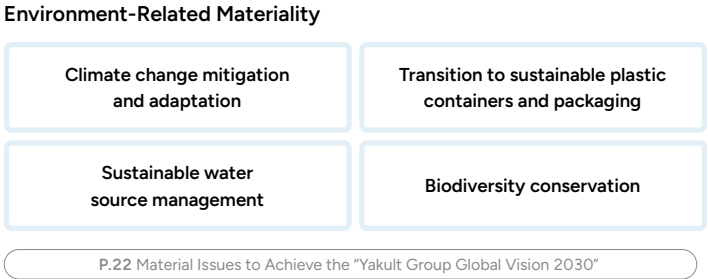 Environment-Related Materiality
Climate change mitigation
and adaptation
Transition to sustainable plastic
containers and packaging
Sustainable water
source management
Biodiversity conservation
P.22 Material Issues to Achieve the “Yakult Group Global Vision 2030”